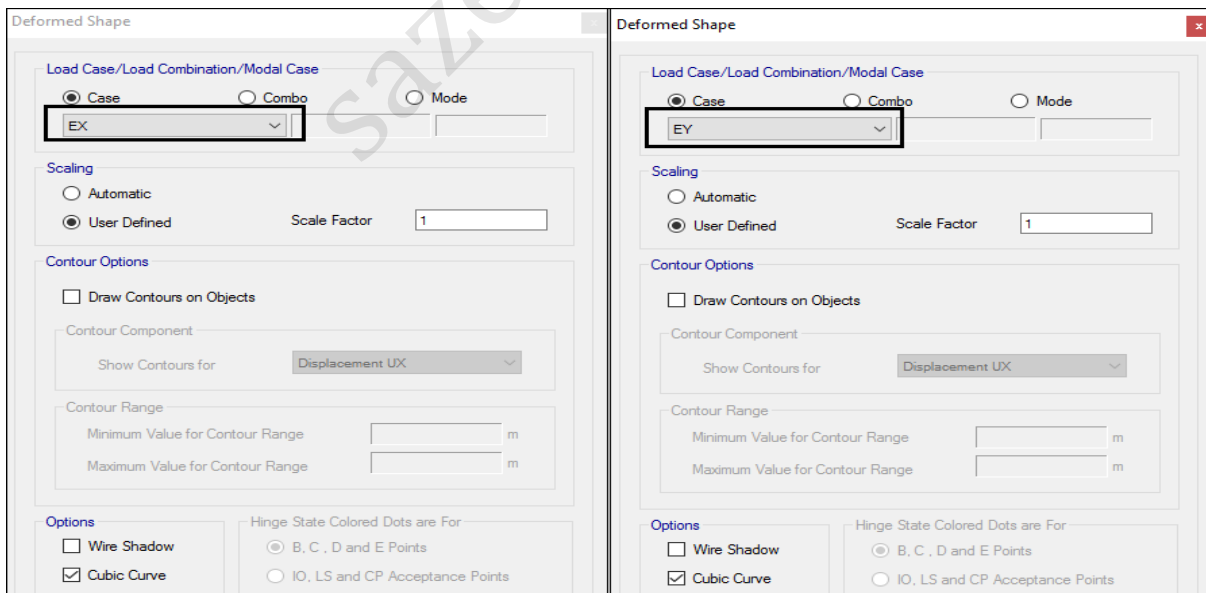 Deformed Shape
Load Case/Load Combination/Modal Case
Case Combo Mode
EX
Scaling
Automatic
User Defined Scale Factor 1
Contour Options
Draw Contours on Objects
Contour Component
Show Contours for Displacement UX
Contour Range
Minimum Value for Contour Range m
Maximum Value for Contour Range m
Options
Wire Shadow
Cubic Curve
Hinge State Colored Dots are For
B, C , D and E Points
IO, LS and CP Acceptance Points
Deformed Shape
x
Load Case/Load Combination/Modal Case
Case Combo Mode
EY
Scaling
Automatic
User Defined Scale Factor 1
Contour Options
Draw Contours on Objects
Contour Component
Show Contours for Displacement UX
Contour Range
Minimum Value for Contour Range m
Maximum Value for Contour Range m
Options
Wire Shadow
Cubic Curve
Hinge State Colored Dots are For
B, C , D and E Points
IO, LS and CP Acceptance Points